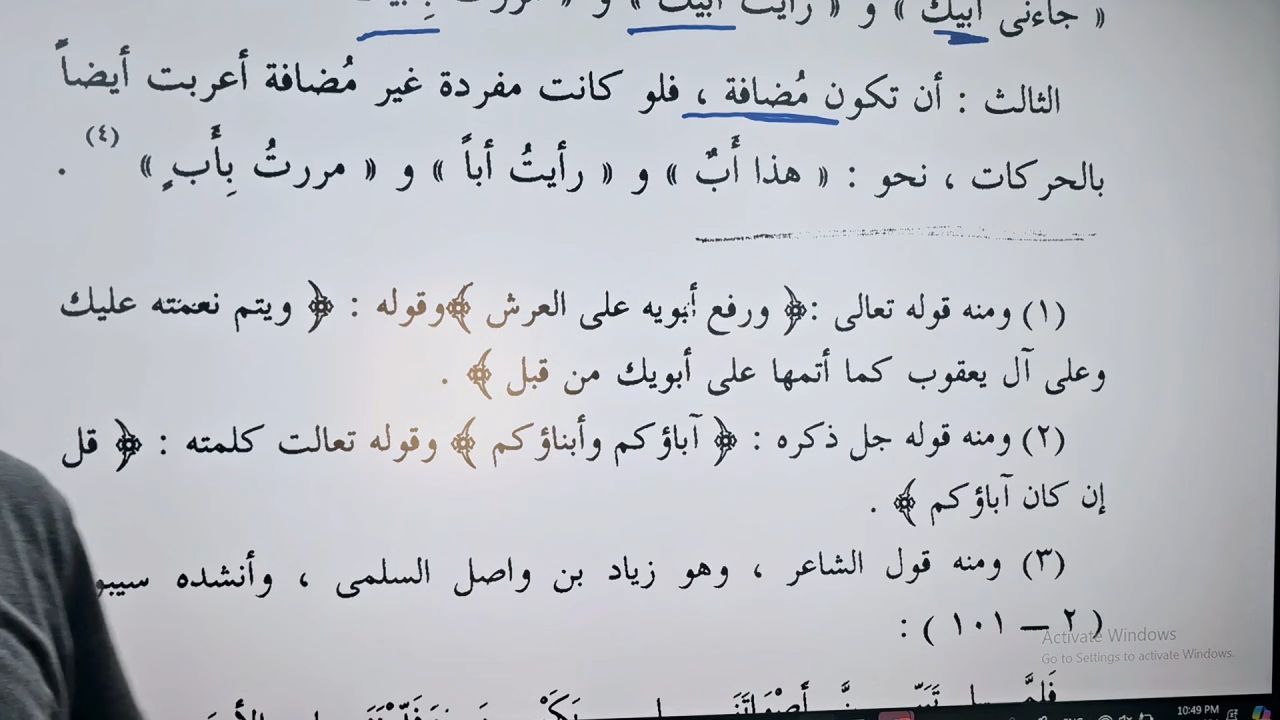 « جاءنى أبيك » و « رأيت أبيك » و « مررت
الثالث : أن تكون مُضافة ، فلو كانت مفردة غير مُضافة أعربت أيضاً
بالحركات ، نحو : « هذا أَبٌ » و « رأيتُ أباً » و « مررتُ بِأَبٍ » (٤) .
(١) ومنه قوله تعالى : ﴿ ورفع أبويه على العرش ﴾ وقوله : ﴿ ويتم نعمته عليك
وعلى آل يعقوب كما أتمها على أبويك من قبل ﴾ .
(٢) ومنه قوله جل ذكره : ﴿ آباؤكم وأبناؤكم ﴾ وقوله تعالت كلمته : ﴿ قل
إن كان آباؤكم ﴾ .
(٣) ومنه قول الشاعر ، وهو زياد بن واصل السلمى ، وأنشده
( ٢ – ١٠١ ) :
Activate Windows
Go to Settings to activate Windows.
10:49 PM